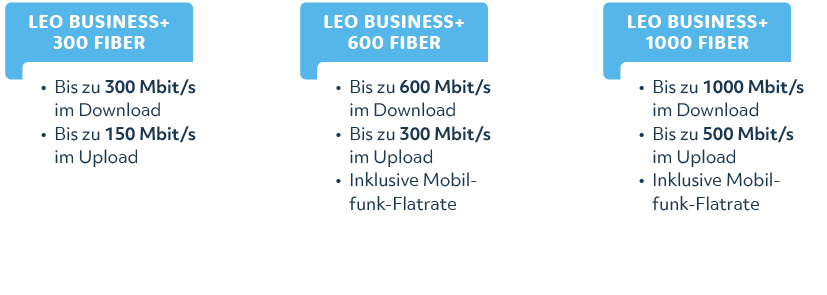 LEO BUSINESS+
300 FIBER
• Bis zu 300 Mbit/s
im Download
• Bis zu 150 Mbit/s
im Upload
LEO BUSINESS+
600 FIBER
• Bis zu 600 Mbit/s
im Download
• Bis zu 300 Mbit/s
im Upload
• Inklusive Mobil-
funk-Flatrate
LEO BUSINESS+
1000 FIBER
• Bis zu 1000 Mbit/s
im Download
• Bis zu 500 Mbit/s
im Upload
• Inklusive Mobil-
funk-Flatrate